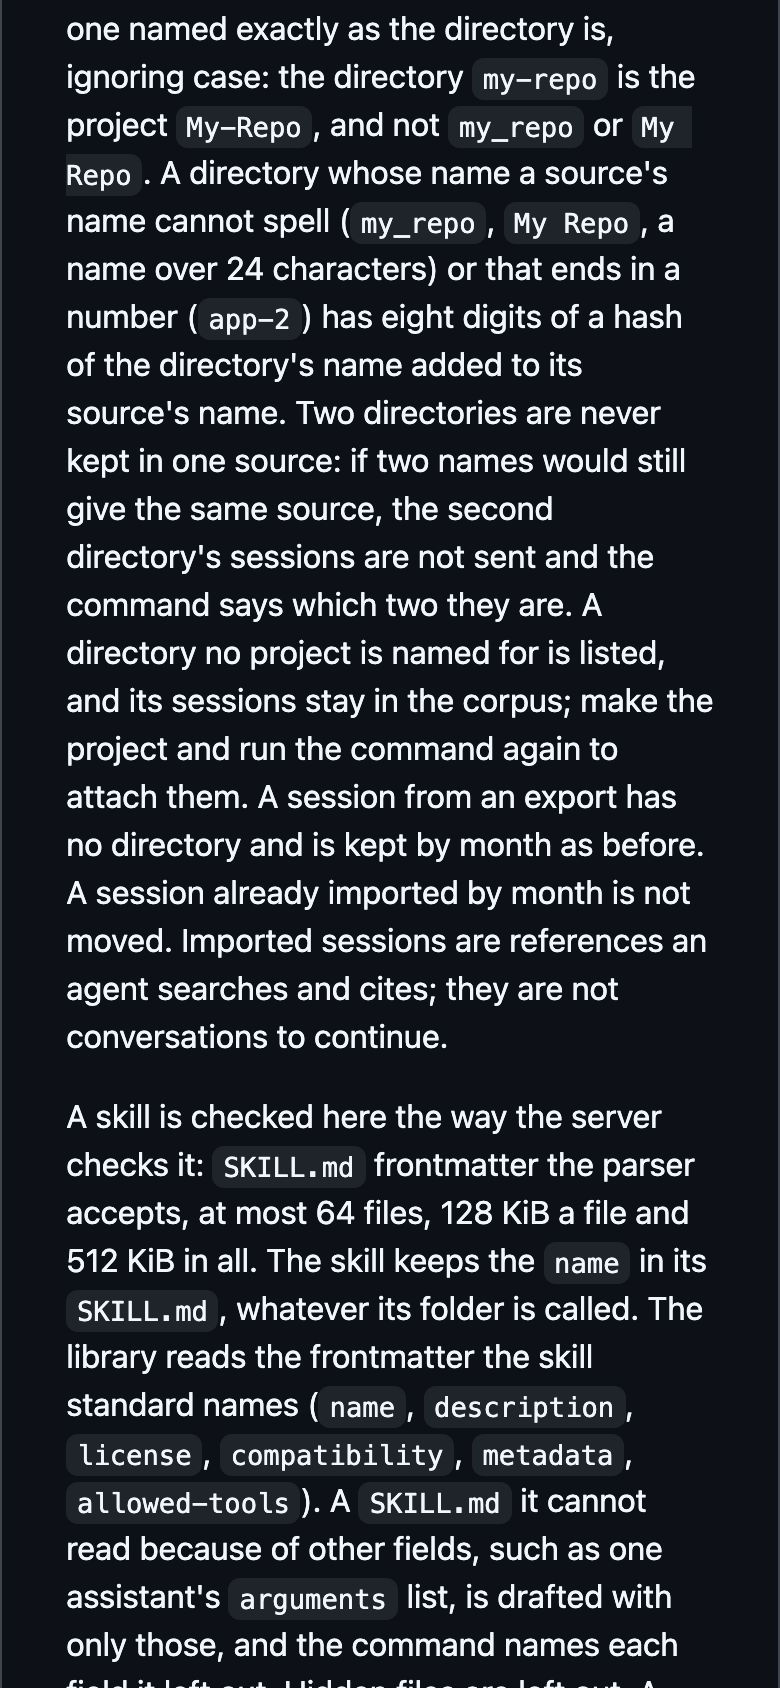 one named exactly as the directory is,
ignoring case: the directory my-repo is the
project My-Repo, and not my_repo or My
Repo. A directory whose name a source's
name cannot spell (my_repo, My Repo, a
name over 24 characters) or that ends in a
number (app-2) has eight digits of a hash
of the directory's name added to its
source's name. Two directories are never
kept in one source: if two names would still
give the same source, the second
directory's sessions are not sent and the
command says which two they are. A
directory no project is named for is listed,
and its sessions stay in the corpus; make the
project and run the command again to
attach them. A session from an export has
no directory and is kept by month as before.
A session already imported by month is not
moved. Imported sessions are references an
agent searches and cites; they are not
conversations to continue.
A skill is checked here the way the server
checks it: SKILL.md frontmatter the parser
accepts, at most 64 files, 128 KiB a file and
512 KiB in all. The skill keeps the name in its
SKILL.md, whatever its folder is called. The
library reads the frontmatter the skill
standard names (name, description,
license, compatibility, metadata,
allowed-tools). A SKILL.md it cannot
read because of other fields, such as one
assistant's arguments list, is drafted with
only those, and the command names each
field it left out. Hidden files are left out. A